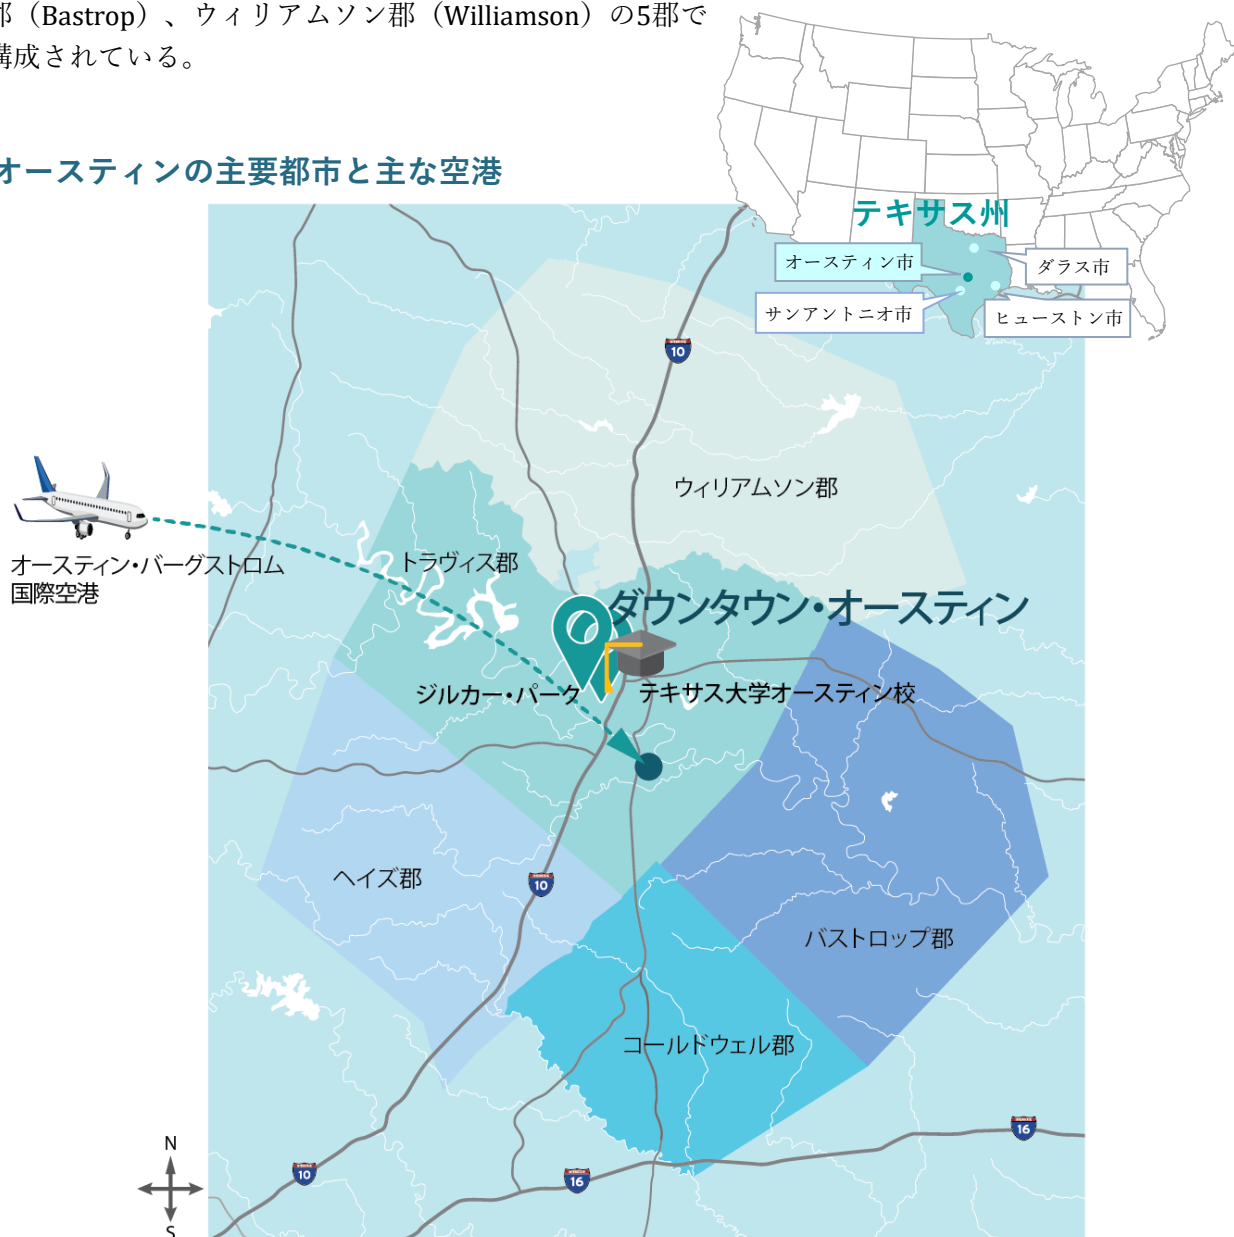 郡（Bastrop）、ウィリアムソン郡（Williamson）の5郡で
構成されている。
オースティンの主要都市と主な空港
テキサス州
オースティン市
ダラス市
サンアントニオ市
ヒューストン市
10
ウィリアムソン郡
トラヴィス郡
オースティン・バーグストロム
国際空港
ダウンタウン・オースティン
ジルカー・パーク
テキサス大学オースティン校
ヘイズ郡
10
バストロップ郡
コールドウェル郡
16
N
10
16
S